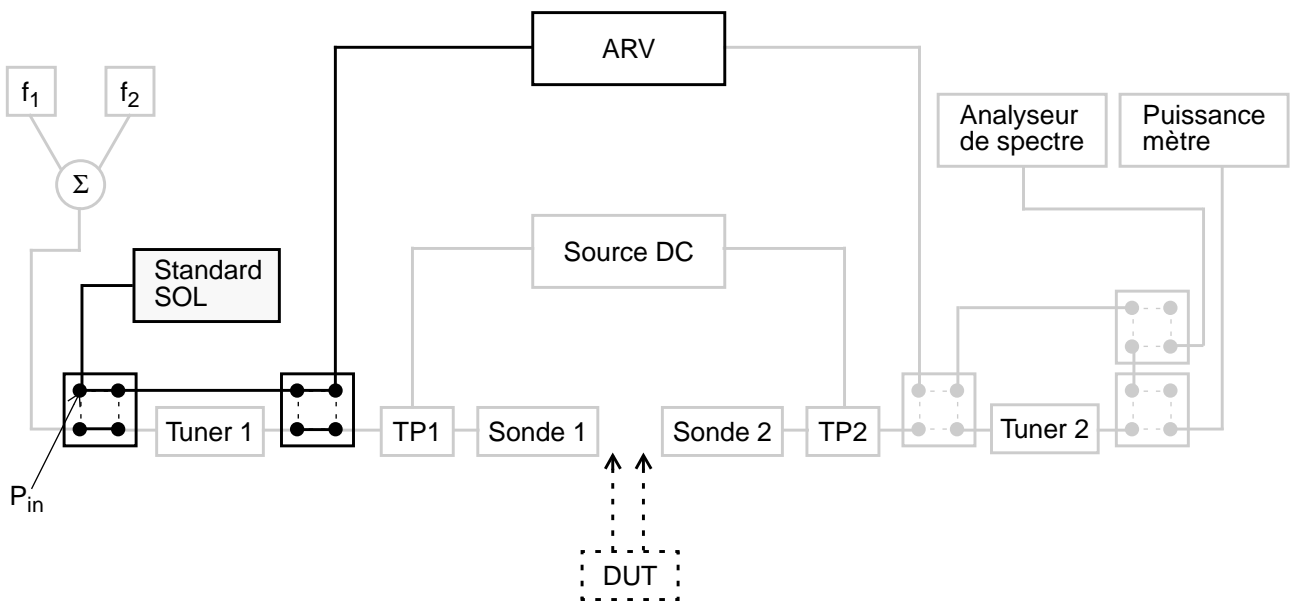 ARV
f1
f2
Analyseur
de spectre
Puissance
mètre
Σ
Standard
SOL
Source DC
Tuner 1
TP1
Sonde 1
Sonde 2
TP2
Tuner 2
Pin
DUT